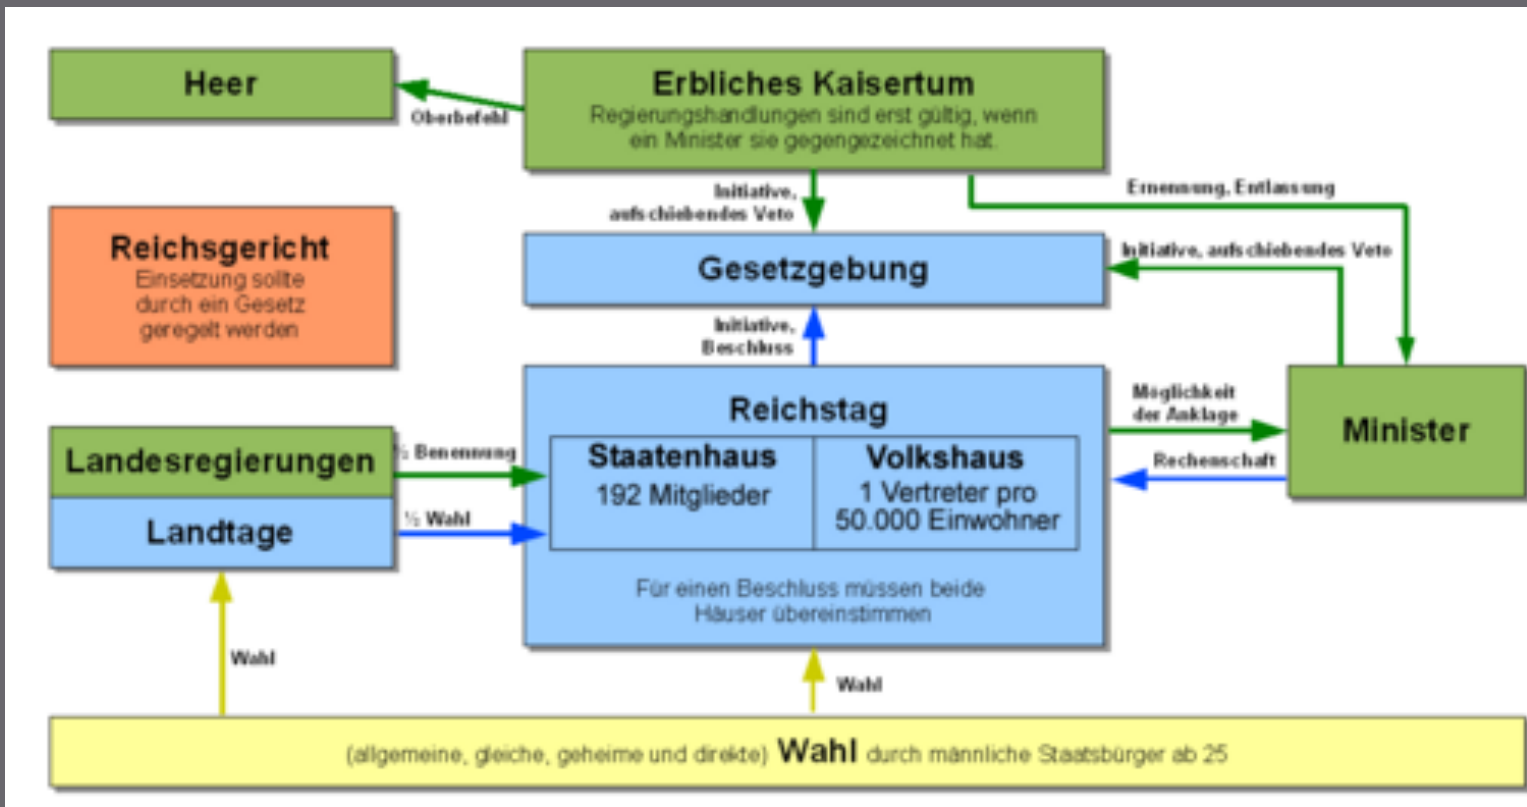 Heer
Erbliches Kaisertum
Regierungshandlungen sind erst gültig, wenn
ein Minister sie gegengezeichnet hat.
Oberbefehl
Initiative,
aufschiebendes Veto
Ernennung, Entlassung
Reichsgericht
Einsetzung sollte
durch ein Gesetz
geregelt werden
Gesetzgebung
Initiative, aufschiebendes Veto
Initiative,
Beschluss
Reichstag
Staatenhaus
192 Mitglieder
Volkshaus
1 Vertreter pro
50.000 Einwohner
Für einen Beschluss müssen beide
Häuser übereinstimmen
Möglichkeit
der Anklage
Rechenschaft
Minister
Landesregierungen
½ Benennung
Landtage
½ Wahl
Wahl
Wahl
(allgemeine, gleiche, geheime und direkte) Wahl durch männliche Staatsbürger ab 25